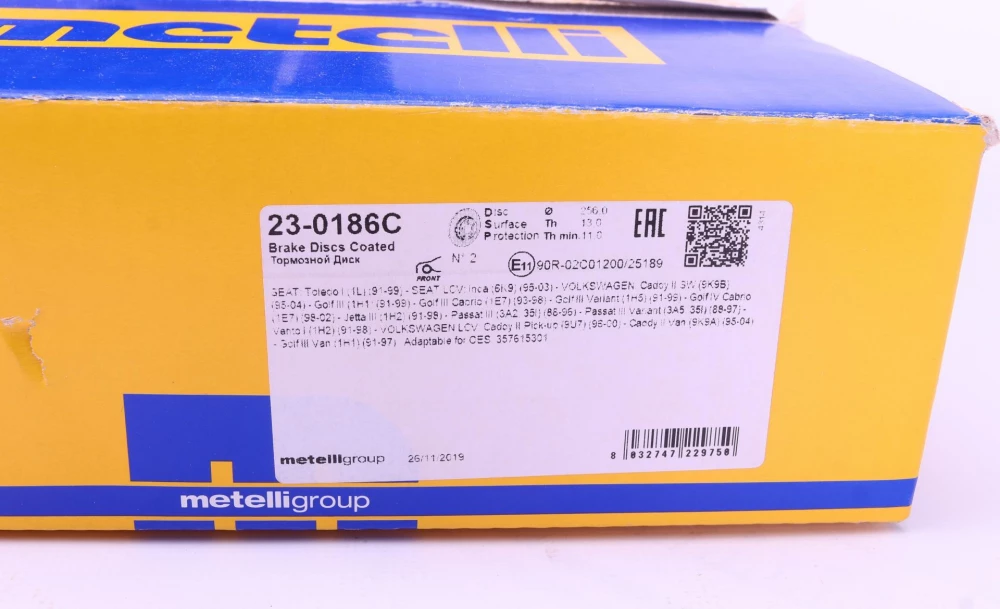 metelli
23-0186C
Brake Discs Coated
Тормозной Диск
Disc Ø 256.0
Surface Th 13.0
Protection Th min. 11.0
EAC
4314
FRONT
N° 2
E11 90R-02C01200/25189
SEAT: Toledo I (1L) (91-99) - SEAT LCV: Inca (6K9) (95-03) - VOLKSWAGEN: Caddy II SW (9K9B)
(95-04) - Golf III (1H1) (91-99) - Golf III Cabrio (1E7) (93-98) - Golf III Variant (1H5) (91-99) - Golf IV Cabrio
(1E7) (98-02) - Jetta III (1H2) (91-99) - Passat III (3A2, 35I) (88-96) - Passat III Variant (3A5, 35I) (88-97) -
Vento I (1H2) (91-98) - VOLKSWAGEN LCV: Caddy II Pick-up (9U7) (96-00) - Caddy II Van (9K9A) (95-04)
- Golf III Van (1H1) (91-97) Adaptable for OES: 357615301
metelligroup
26/11/2019
8 032747 229750
metelligroup